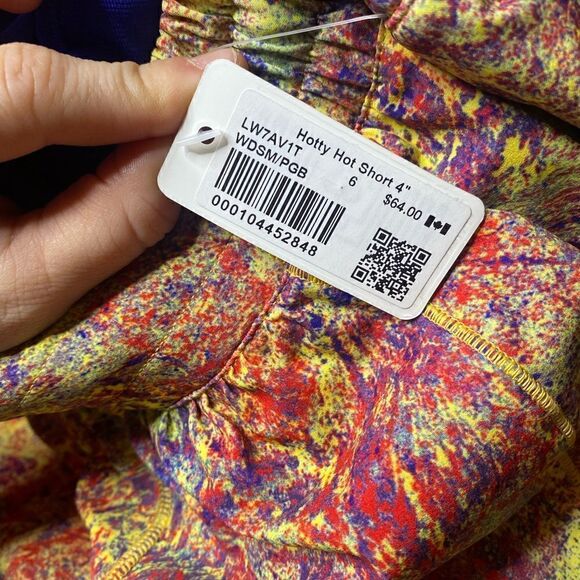 Hotty Hot Short 4"
LW7AV1T
WDSM/PGB
6
$64.00
000104452848